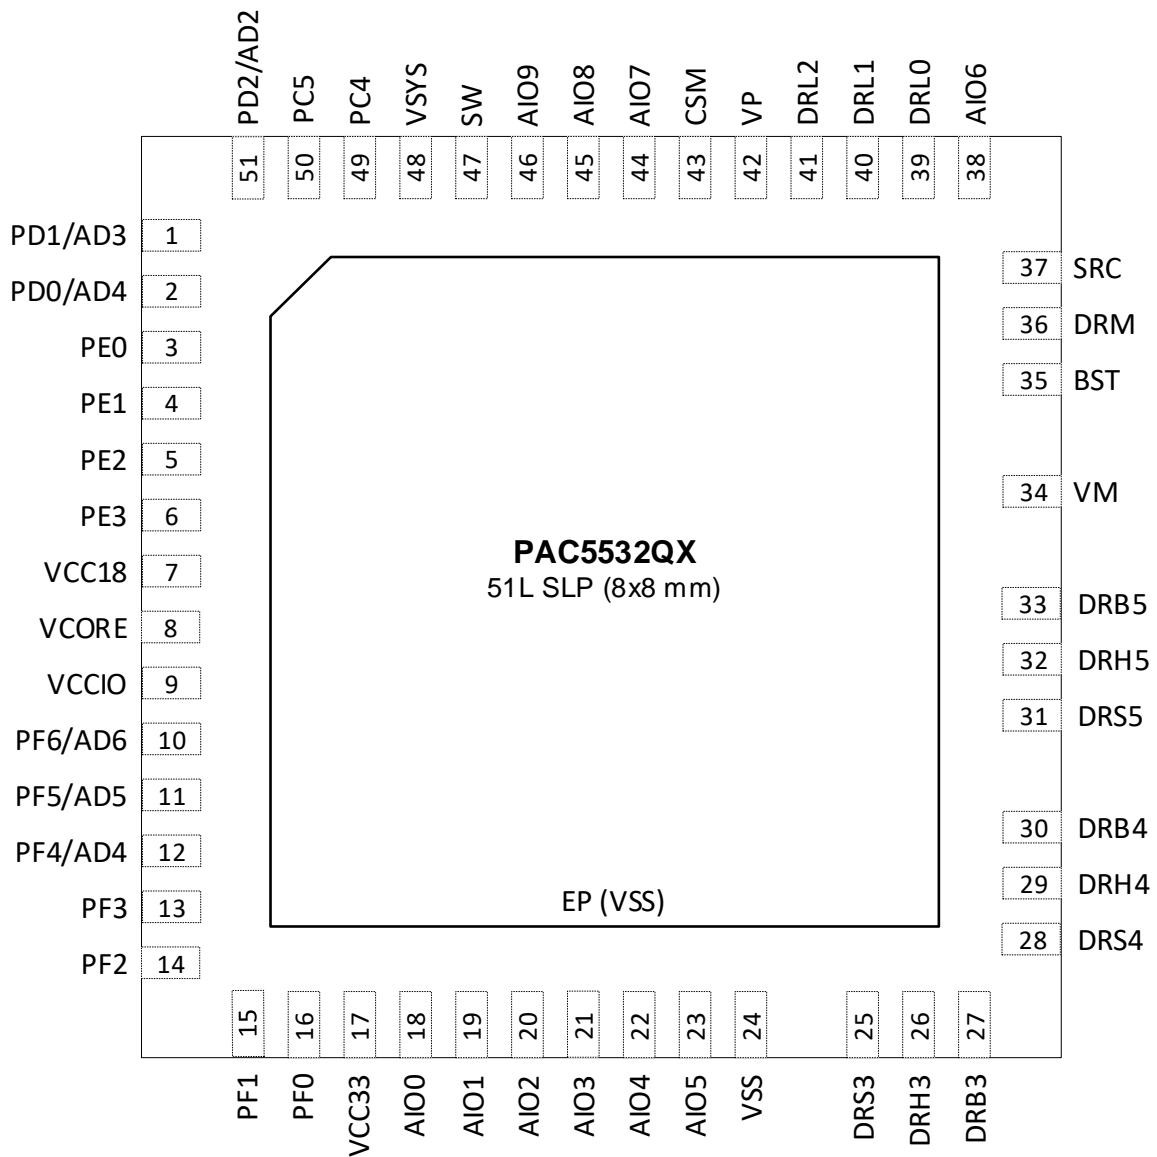 PD2/AD2
PC5
PC4
VSYS
SW
AIO9
AIO8
AIO7
CSM
VP
DRL2
DRL1
DRL0
AIO6
51
50
49
48
47
46
45
44
43
42
41
40
39
38
PD1/AD3 1
PD0/AD4 2
PE0 3
PE1 4
PE2 5
PE3 6
VCC18 7
VCORE 8
VCCIO 9
PF6/AD6 10
PF5/AD5 11
PF4/AD4 12
PF3 13
PF2 14
37 SRC
36 DRM
35 BST
34 VM
33 DRB5
32 DRH5
31 DRS5
30 DRB4
29 DRH4
28 DRS4
PAC5532QX
51L SLP (8x8 mm)
EP (VSS)
15
16
17
18
19
20
21
22
23
24
25
26
27
PF1
PF0
VCC33
AIO0
AIO1
AIO2
AIO3
AIO4
AIO5
VSS
DRS3
DRH3
DRB3